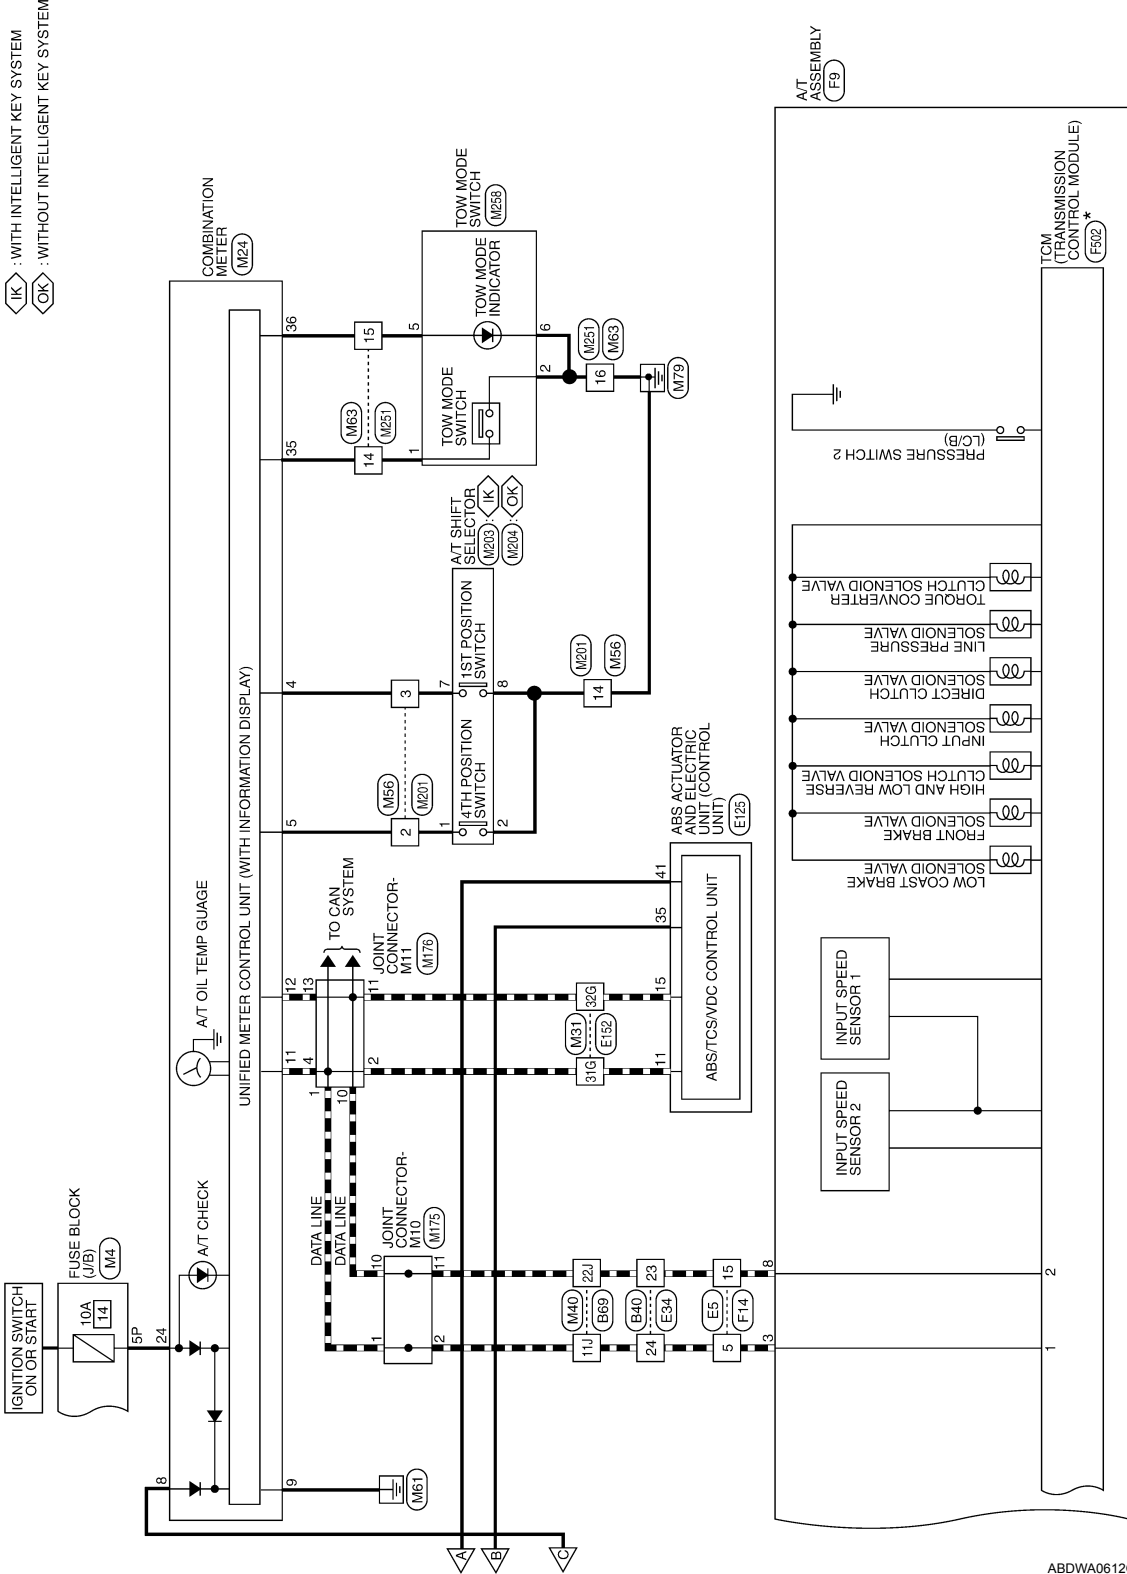 IK : WITH INTELLIGENT KEY SYSTEM
OK : WITHOUT INTELLIGENT KEY SYSTEM
IGNITION SWITCH
ON OR START
FUSE BLOCK
(J/B)
M4
10A
14
5P
24
8
A/T CHECK
A/T OIL TEMP GUAGE
COMBINATION
METER
M24
UNIFIED METER CONTROL UNIT (WITH INFORMATION DISPLAY)
9
11
12
5
4
35
36
M61
4
13
1
10
2
11
TO CAN
SYSTEM
JOINT
CONNECTOR-
M11
M176
DATA LINE
DATA LINE
1
10
2
11
JOINT
CONNECTOR-
M10
M175
M56
M201
2
3
1
7
4TH POSITION
SWITCH
1ST POSITION
SWITCH
2
8
A/T SHIFT
SELECTOR
M203 : IK
M204 : OK
14
M201
M56
M63
M251
14
15
1
5
TOW MODE
SWITCH
TOW MODE
INDICATOR
TOW MODE
SWITCH
M258
2
6
16
M251
M63
M79
A
B
C
11J
22J
M40
B69
24
23
B40
E34
5
15
E5
F14
3
8
31G
32G
M31
E152
11
15
35
41
ABS/TCS/VDC CONTROL UNIT
ABS ACTUATOR
AND ELECTRIC
UNIT (CONTROL
UNIT)
E125
A/T
ASSEMBLY
F9
INPUT SPEED
SENSOR 2
INPUT SPEED
SENSOR 1
LOW COAST BRAKE
SOLENOID VALVE
FRONT BRAKE
SOLENOID VALVE
HIGH AND LOW REVERSE
CLUTCH SOLENOID VALVE
INPUT CLUTCH
SOLENOID VALVE
DIRECT CLUTCH
SOLENOID VALVE
LINE PRESSURE
SOLENOID VALVE
TORQUE CONVERTER
CLUTCH SOLENOID VALVE
PRESSURE SWITCH 2
(LC/B)
1
2
TCM
(TRANSMISSION
CONTROL MODULE)
F502 *